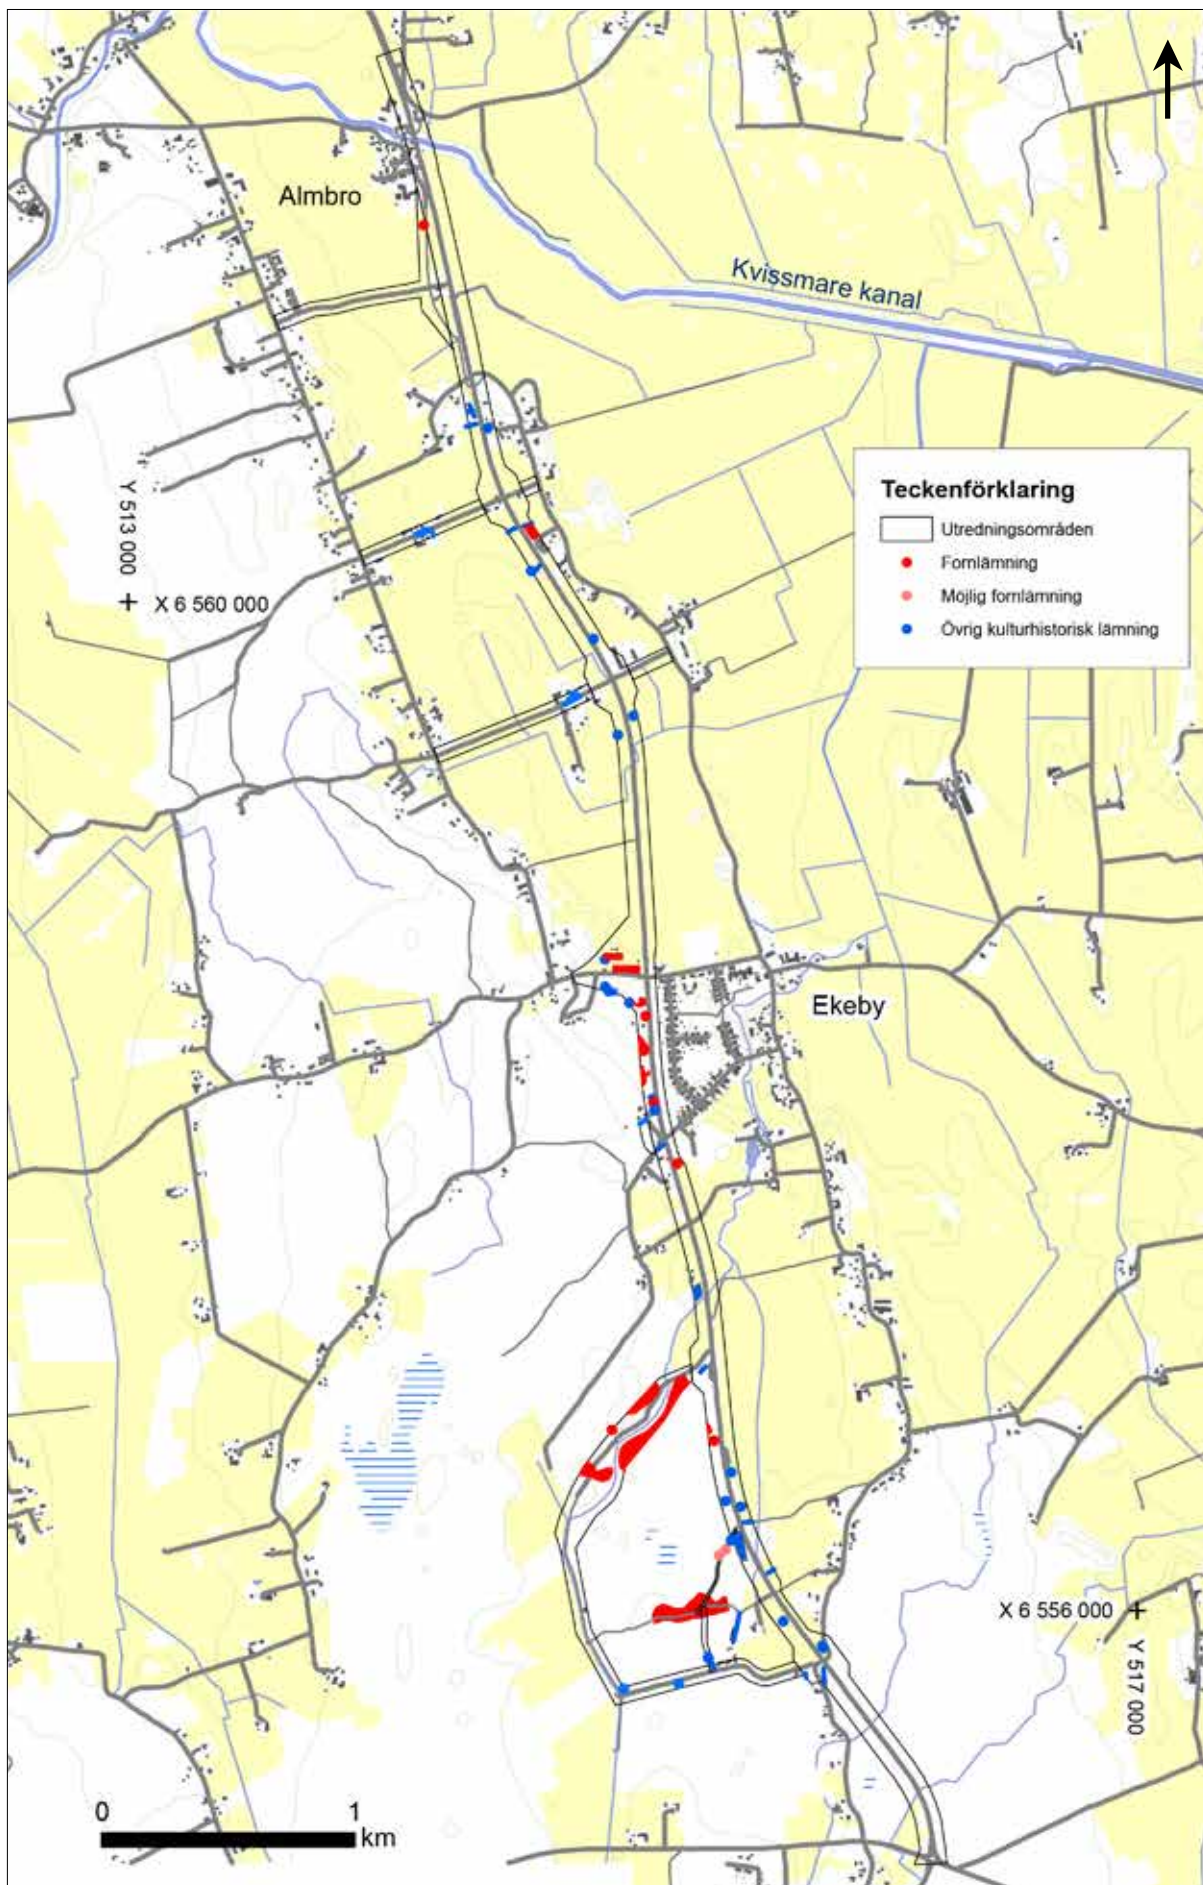 Almbro
Kvissmare kanal
Teckenförklaring
Utredningsområden
Fornlämning
Möjlig fornlämning
Övrig kulturhistorisk lämning
Y 513 000
X 6 560 000
Ekeby
X 6 556 000
Y 517 000
0 1
km